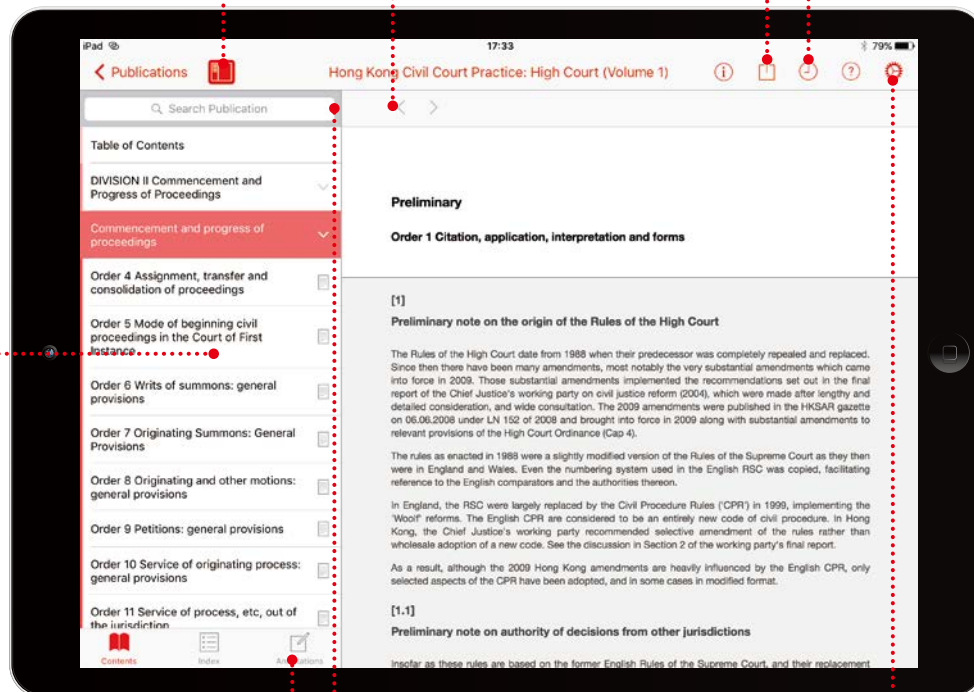 iPad 17:33 79%
Publications
Hong Kong Civil Court Practice: High Court (Volume 1)
Search Publication
Table of Contents
DIVISION II Commencement and
Progress of Proceedings
Commencement and progress of
proceedings
Order 4 Assignment, transfer and
consolidation of proceedings
Order 5 Mode of beginning civil
proceedings in the Court of First
Instance
Order 6 Writs of summons: general
provisions
Order 7 Originating Summons: General
Provisions
Order 8 Originating and other motions:
general provisions
Order 9 Petitions: general provisions
Order 10 Service of originating process:
general provisions
Order 11 Service of process, etc, out of
the jurisdiction
Contents Index Annotations
Preliminary
Order 1 Citation, application, interpretation and forms
[1]
Preliminary note on the origin of the Rules of the High Court
The Rules of the High Court date from 1988 when their predecessor was completely repealed and replaced.
Since then there have been many amendments, most notably the very substantial amendments which came
into force in 2009. Those substantial amendments implemented the recommendations set out in the final
report of the Chief Justice's working party on civil justice reform (2004), which were made after lengthy and
detailed consideration, and wide consultation. The 2009 amendments were published in the HKSAR gazette
on 06.06.2008 under LN 152 of 2008 and brought into force in 2009 along with substantial amendments to
relevant provisions of the High Court Ordinance (Cap 4).
The rules as enacted in 1988 were a slightly modified version of the Rules of the Supreme Court as they then
were in England and Wales. Even the numbering system used in the English RSC was copied, facilitating
reference to the English comparators and the authorities thereon.
In England, the RSC were largely replaced by the Civil Procedure Rules ('CPR') in 1999, implementing the
'Woolf' reforms. The English CPR are considered to be an entirely new code of civil procedure. In Hong
Kong, the Chief Justice's working party recommended selective amendment of the rules rather than
wholesale adoption of a new code. See the discussion in Section 2 of the working party's final report.
As a result, although the 2009 Hong Kong amendments are heavily influenced by the English CPR, only
selected aspects of the CPR have been adopted, and in some cases in modified format.
[1.1]
Preliminary note on authority of decisions from other jurisdictions
Insofar as these rules are based on the former English Rules of the Supreme Court, and their replacement